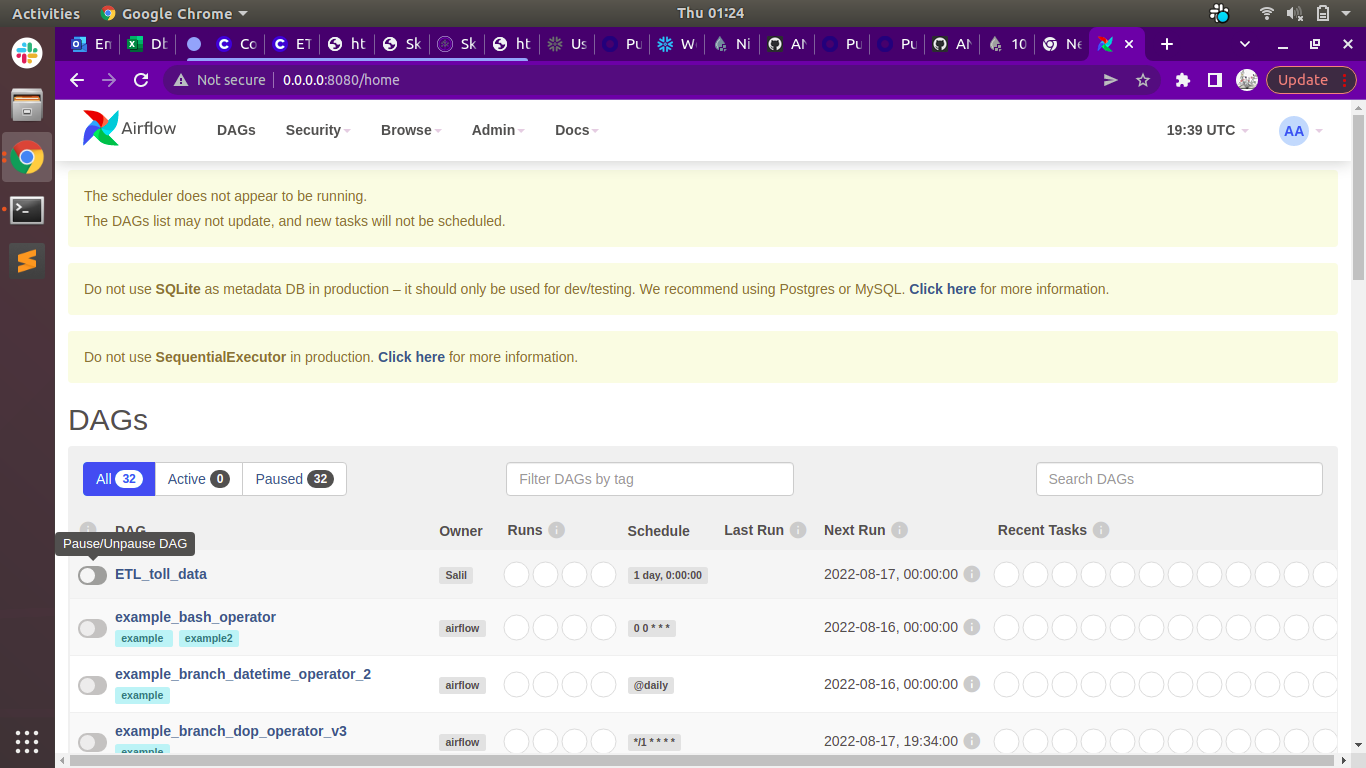 Activities Google Chrome Thu 01:24
En Db Co ET ht Sk Sk ht Us Pu W Ni AN Pu Pu AN 10 Ne
Not secure 0.0.0.0:8080/home Update
Airflow DAGs Security Browse Admin Docs 19:39 UTC AA
The scheduler does not appear to be running.
The DAGs list may not update, and new tasks will not be scheduled.
Do not use SQLite as metadata DB in production – it should only be used for dev/testing. We recommend using Postgres or MySQL. Click here for more information.
Do not use SequentialExecutor in production. Click here for more information.
DAGs
All 32 Active 0 Paused 32 Filter DAGs by tag Search DAGs
DAG Owner Runs Schedule Last Run Next Run Recent Tasks
Pause/Unpause DAG
ETL_toll_data Salil 1 day, 0:00:00 2022-08-17, 00:00:00
example_bash_operator airflow 0 0 * * * 2022-08-16, 00:00:00
example example2
example_branch_datetime_operator_2 airflow @daily 2022-08-16, 00:00:00
example
example_branch_dop_operator_v3 airflow */1 * * * * 2022-08-17, 19:34:00
example